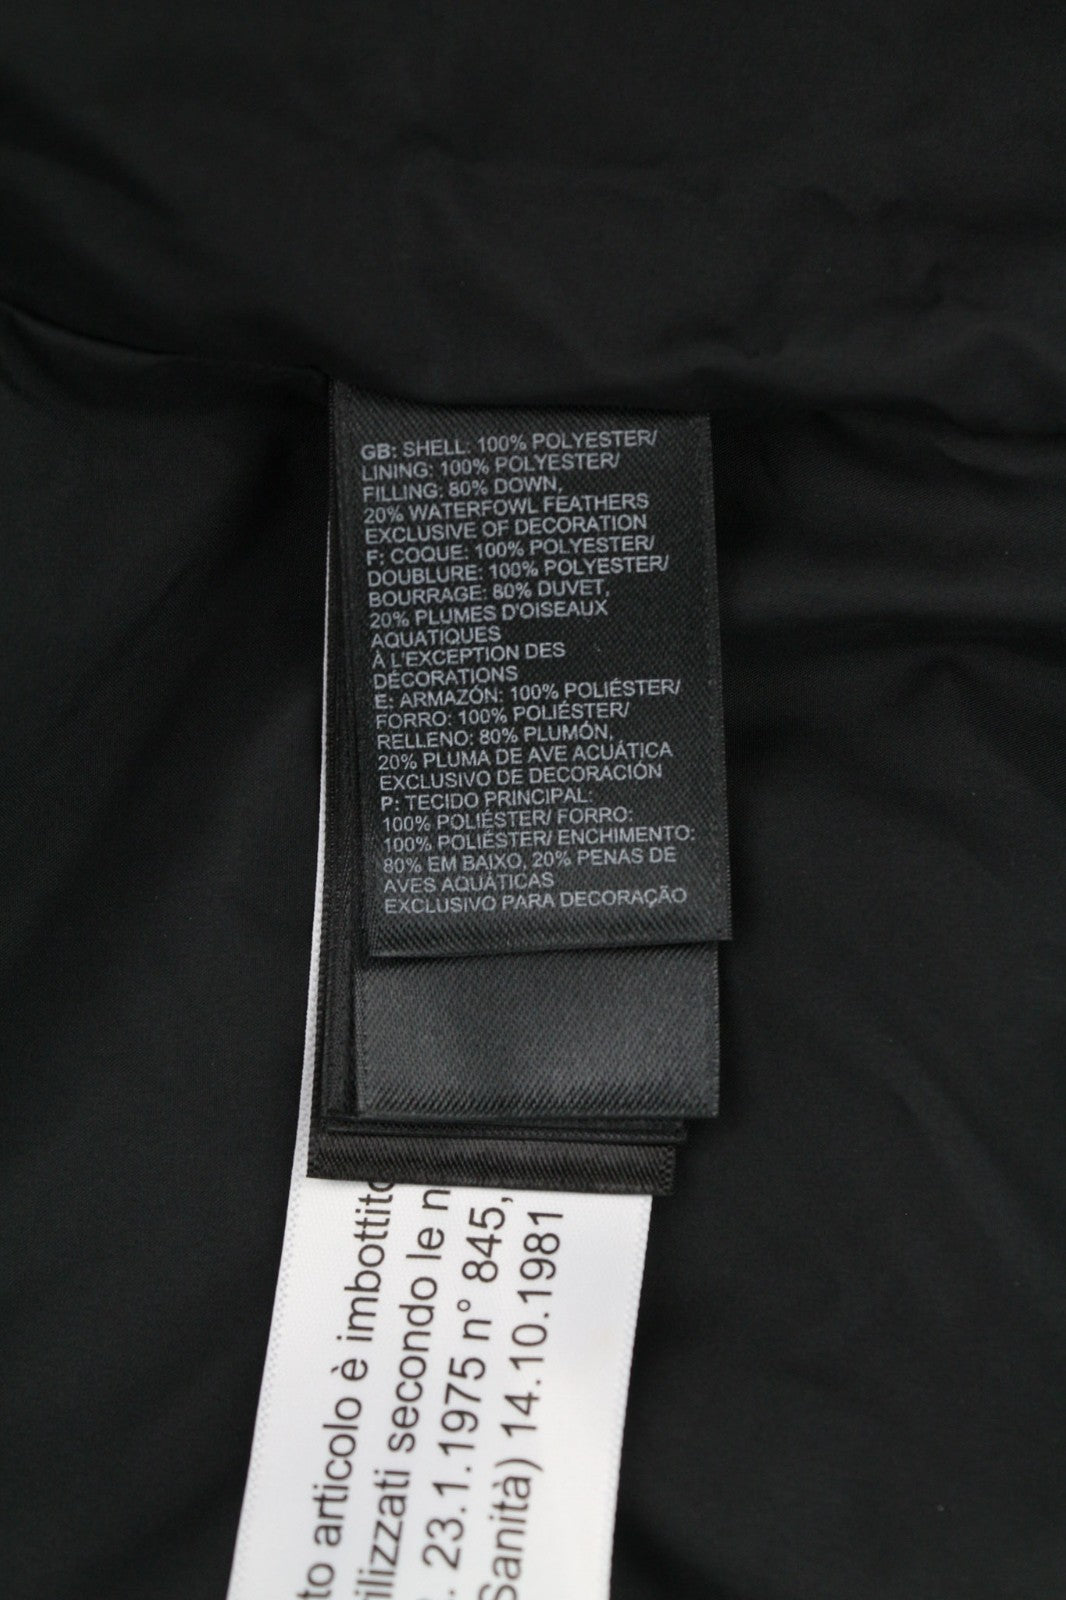 GB: SHELL: 100% POLYESTER/
LINING: 100% POLYESTER/
FILLING: 80% DOWN,
20% WATERFOWL FEATHERS
EXCLUSIVE OF DECORATION
F: COQUE: 100% POLYESTER/
DOUBLURE: 100% POLYESTER/
BOURRAGE: 80% DUVET,
20% PLUMES D'OISEAUX
AQUATIQUES
À L'EXCEPTION DES
DÉCORATIONS
E: ARMAZÓN: 100% POLIÉSTER/
FORRO: 100% POLIÉSTER/
RELLENO: 80% PLUMÓN,
20% PLUMA DE AVE ACUÁTICA
EXCLUSIVO DE DECORACIÓN
P: TECIDO PRINCIPAL:
100% POLIÉSTER/ FORRO:
100% POLIÉSTER/ ENCHIMENTO:
80% EM BAIXO, 20% PENAS DE
AVES AQUÁTICAS
EXCLUSIVO PARA DECORAÇÃO
to articolo è imbottito
ilizzati secondo le n
. 23.1.1975 n° 845,
Sanità) 14.10.1981